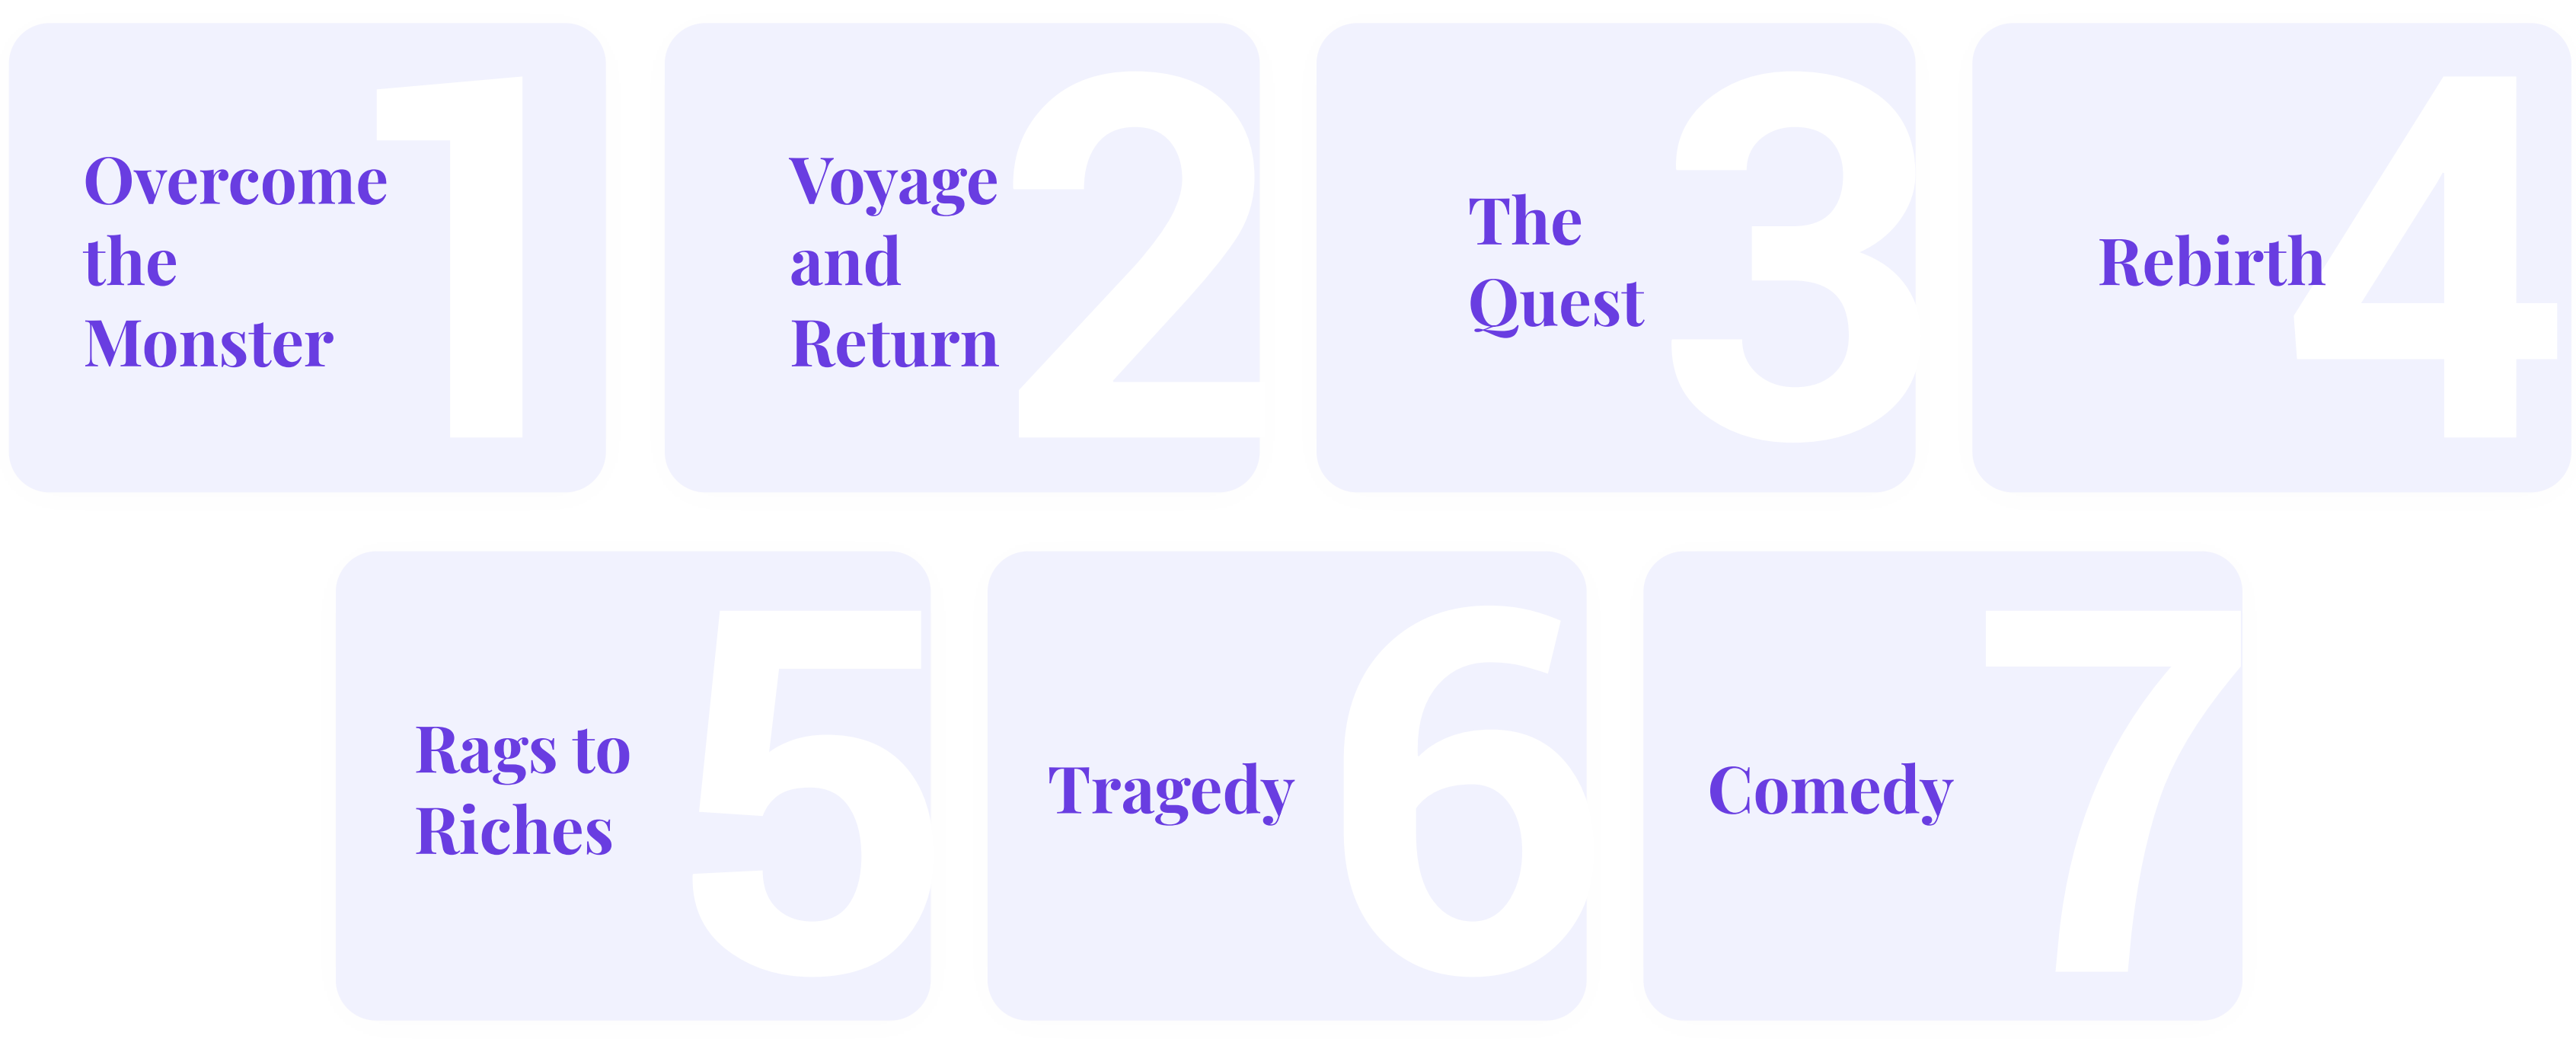 Overcome
the
Monster
1
Voyage
and
Return
2
The
Quest
3
Rebirth
4
Rags to
Riches
5
Tragedy
6
Comedy
7